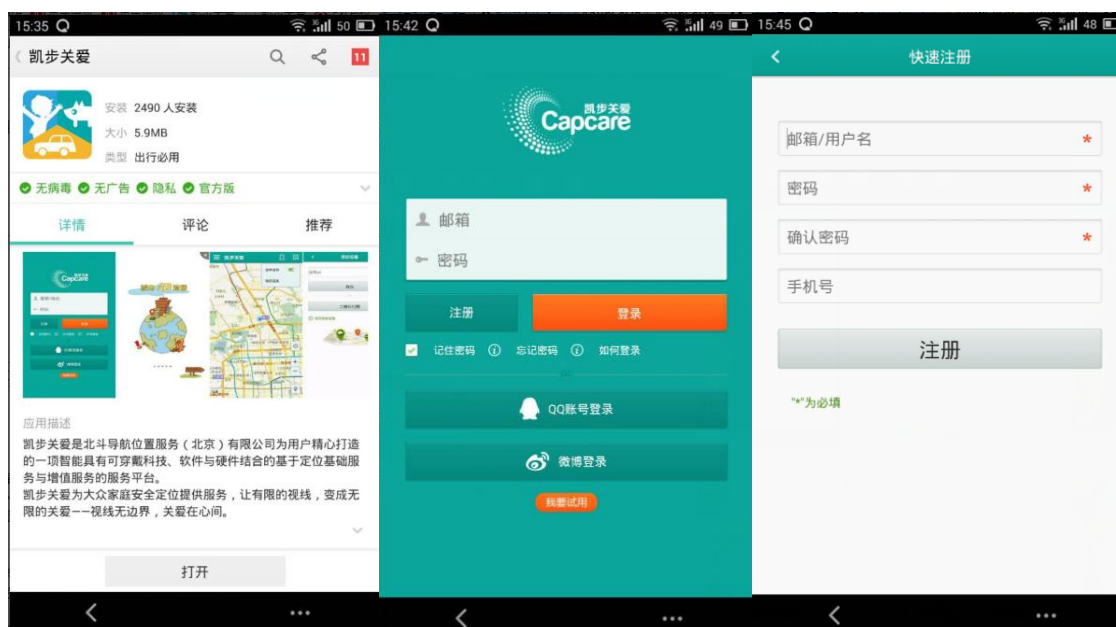 15:35
50
凯步关爱
11
安装 2490 人安装
大小 5.9MB
类型 出行必用
无病毒 无广告 隐私 官方版
详情 评论 推荐
Capcare
凯步关爱
应用描述
凯步关爱是北斗导航位置服务（北京）有限公司为用户精心打造
的一项智能具有可穿戴科技、软件与硬件结合的基于定位基础服
务与增值服务的服务平台。
凯步关爱为大众家庭安全定位提供服务，让有限的视线，变成无
限的关爱——视线无边界，关爱在心间。
打开
15:42
49
凯步关爱
Capcare
邮箱
密码
注册 登录
记住密码 忘记密码 如何登录
QQ账号登录
微博登录
我要试用
15:45
48
快速注册
邮箱/用户名 *
密码 *
确认密码 *
手机号
注册
"*"为必填